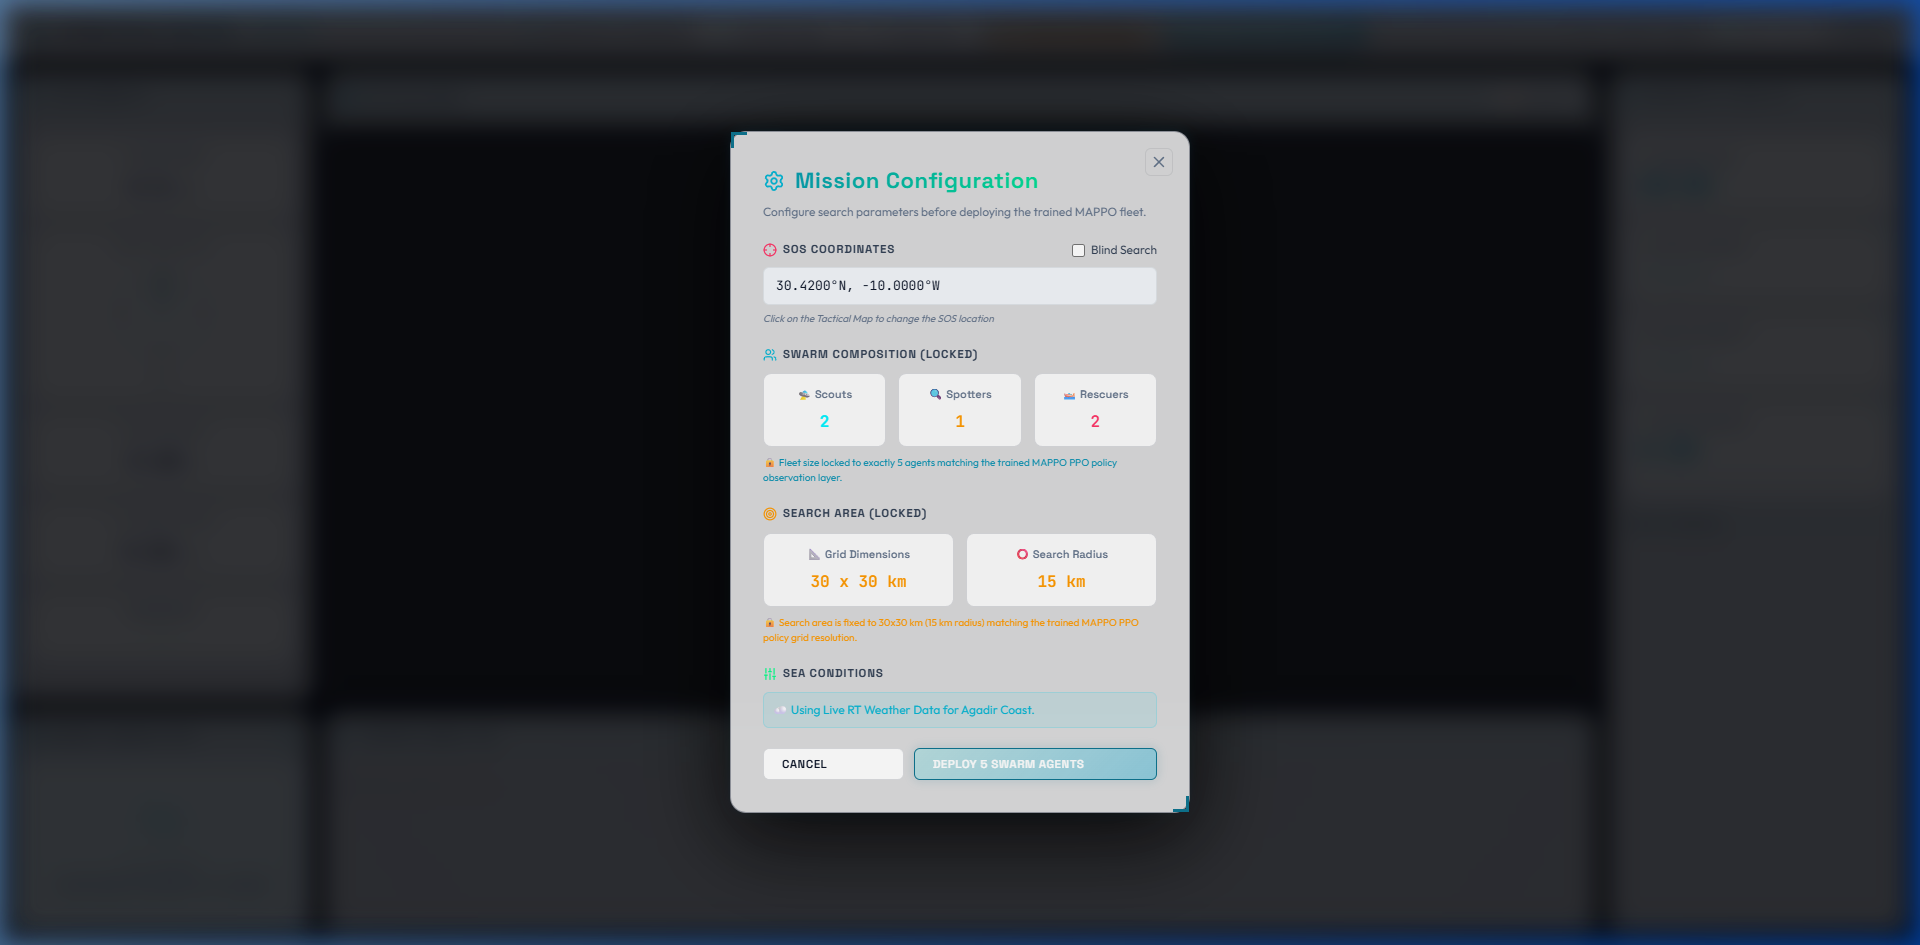 Mission Configuration
Configure search parameters before deploying the trained MAPPO fleet.
SOS COORDINATES
Blind Search
30.4200°N, -10.0000°W
Click on the Tactical Map to change the SOS location
SWARM COMPOSITION (LOCKED)
Scouts
2
Spotters
1
Rescuers
2
Fleet size locked to exactly 5 agents matching the trained MAPPO PPO policy
observation layer.
SEARCH AREA (LOCKED)
Grid Dimensions
30 x 30 km
Search Radius
15 km
Search area is fixed to 30x30 km (15 km radius) matching the trained MAPPO PPO
policy grid resolution.
SEA CONDITIONS
Using Live RT Weather Data for Agadir Coast.
CANCEL
DEPLOY 5 SWARM AGENTS